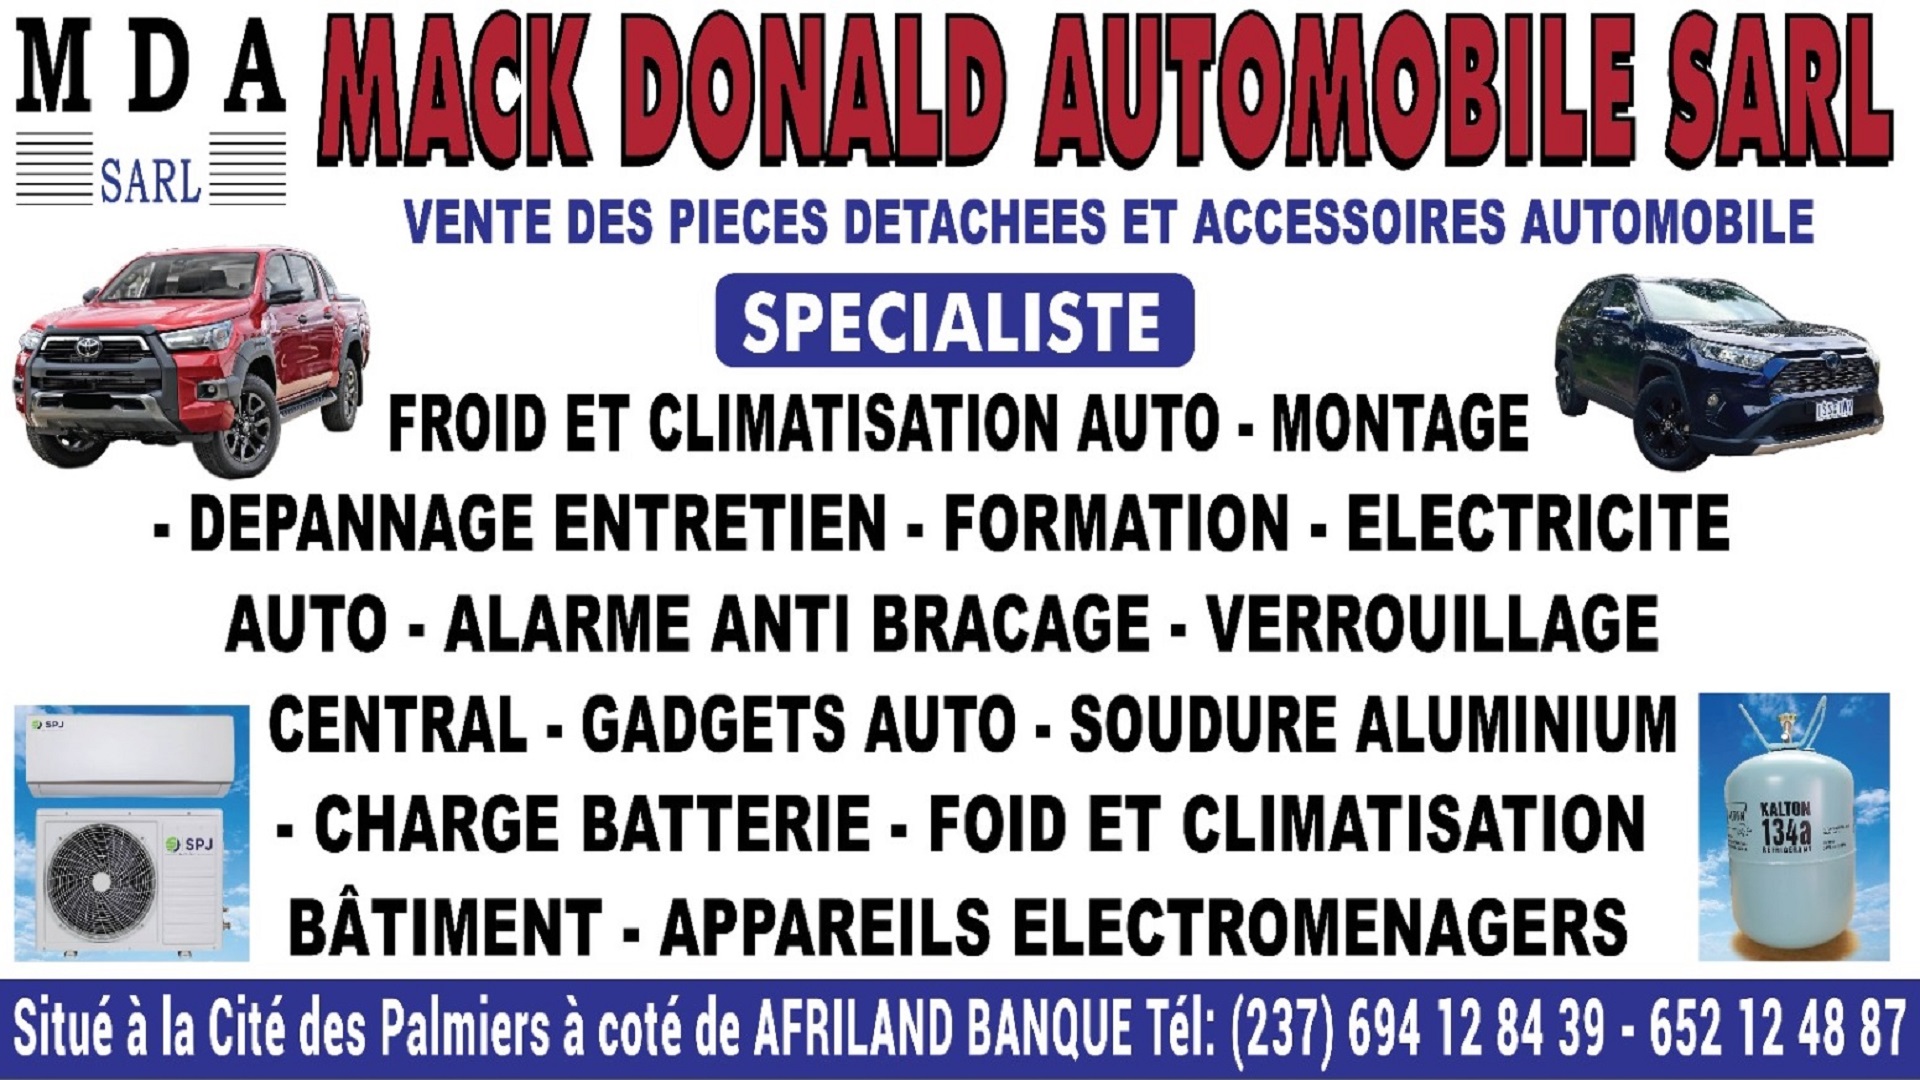 M D A
SARL
MACK DONALD AUTOMOBILE SARL
VENTE DES PIECES DETACHEES ET ACCESSOIRES AUTOMOBILE
SPECIALISTE
FROID ET CLIMATISATION AUTO - MONTAGE
- DEPANNAGE ENTRETIEN - FORMATION - ELECTRICITE
AUTO - ALARME ANTI BRACAGE - VERROUILLAGE
CENTRAL - GADGETS AUTO - SOUDURE ALUMINIUM
- CHARGE BATTERIE - FOID ET CLIMATISATION
BÂTIMENT - APPAREILS ELECTROMENAGERS
SPJ
SPJ
KALTON
134a
REFRIGERANT
Situé à la Cité des Palmiers à coté de AFRILAND BANQUE Tél: (237) 694 12 84 39 - 652 12 48 87